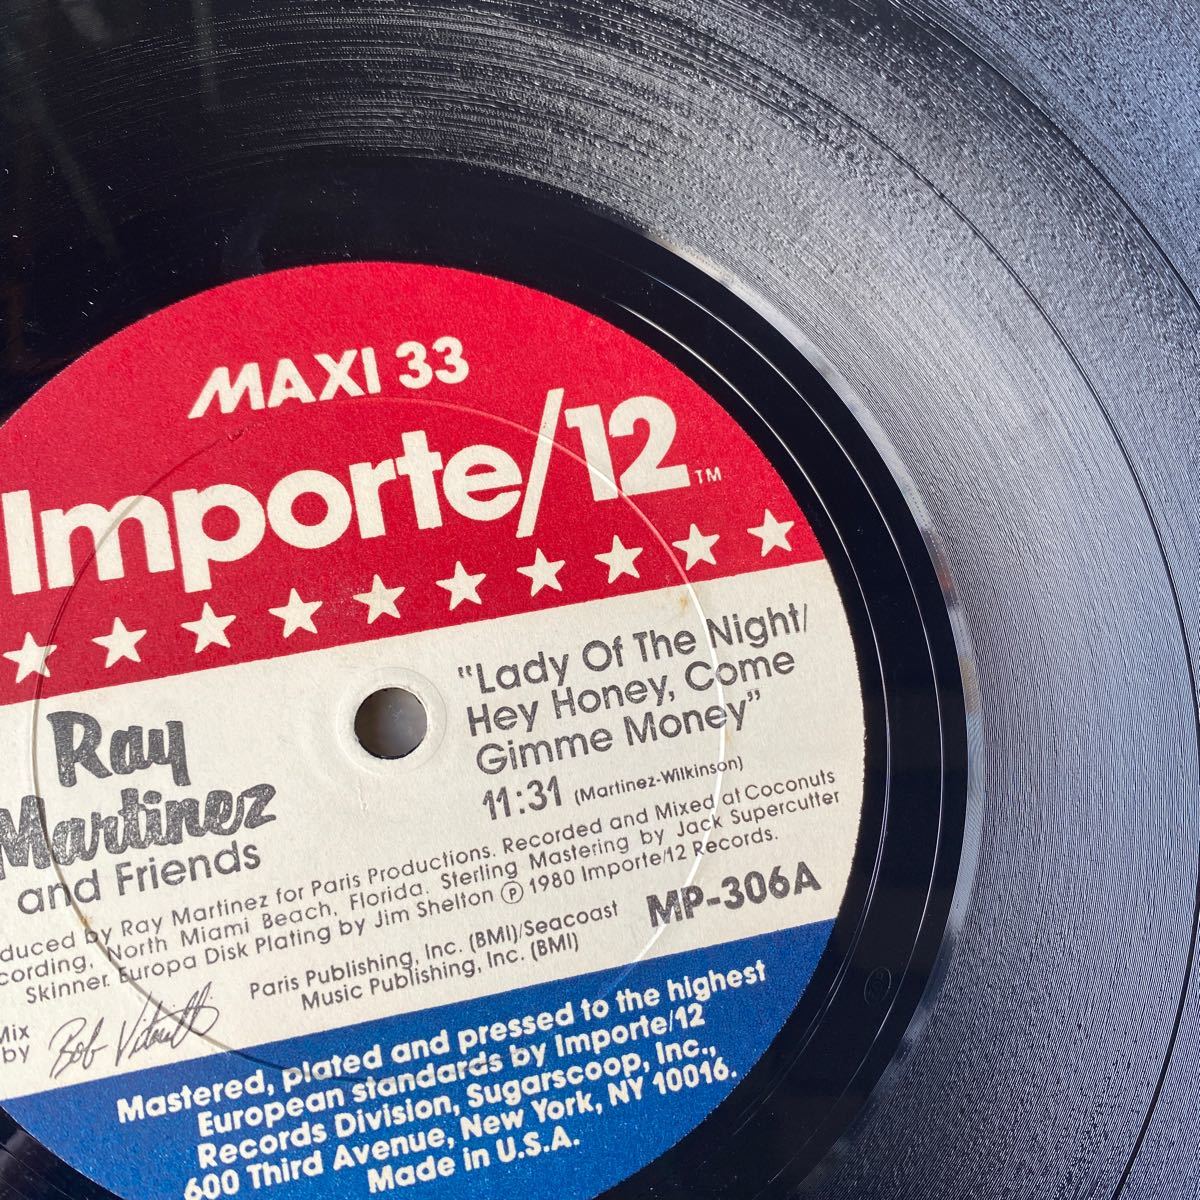 MAXI 33
Importe/12™
Ray
Martinez
and Friends
"Lady Of The Night/
Hey Honey, Come
Gimme Money"
11:31 (Martinez-Wilkinson)
duced by Ray Martinez for Paris Productions. Recorded and Mixed at Coconuts
cording, North Miami Beach, Florida. Sterling Mastering by Jack Supercutter
Skinner. Europa Disk Plating by Jim Shelton ℗ 1980 Importe/12 Records.
Paris Publishing, Inc. (BMI)/Seacoast
Music Publishing, Inc. (BMI)
MP-306A
Mix
by
Bob
Mastered, plated and pressed to the highest
European standards by Importe/12
Records Division, Sugarscoop, Inc.,
600 Third Avenue, New York, NY 10016.
Made in U.S.A.